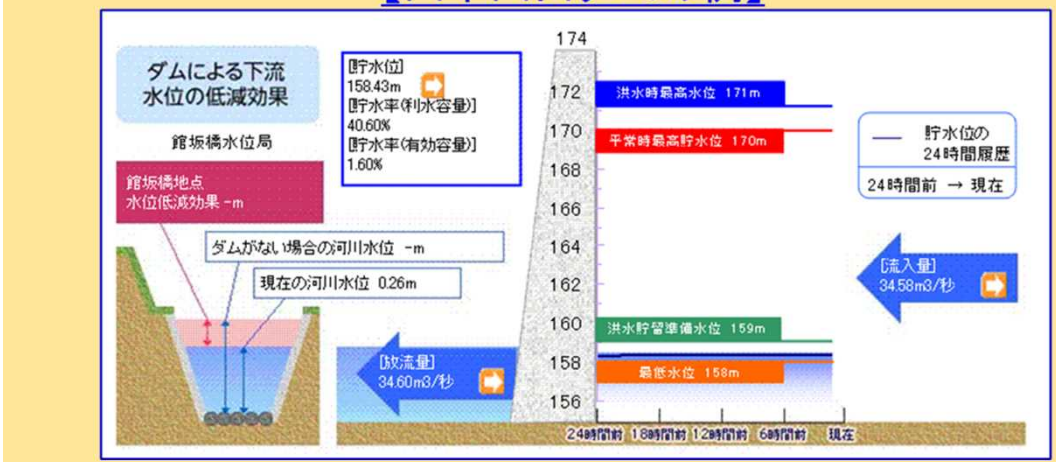 ダムによる下流
水位の低減効果
館坂橋水位局
館坂橋地点
水位低減効果 -m
ダムがない場合の河川水位 -m
現在の河川水位 0.26m
[貯水位]
158.43m
[貯水率(利水容量)]
40.60%
[貯水率(有効容量)]
1.60%
[放流量]
34.60m3/秒
174
172
170
168
166
164
162
160
158
156
洪水時最高水位 171m
平常時最高貯水位 170m
洪水貯留準備水位 159m
最低水位 158m
24時間前 18時間前 12時間前 6時間前 現在
貯水位の
24時間履歴
24時間前 → 現在
[流入量]
34.58m3/秒